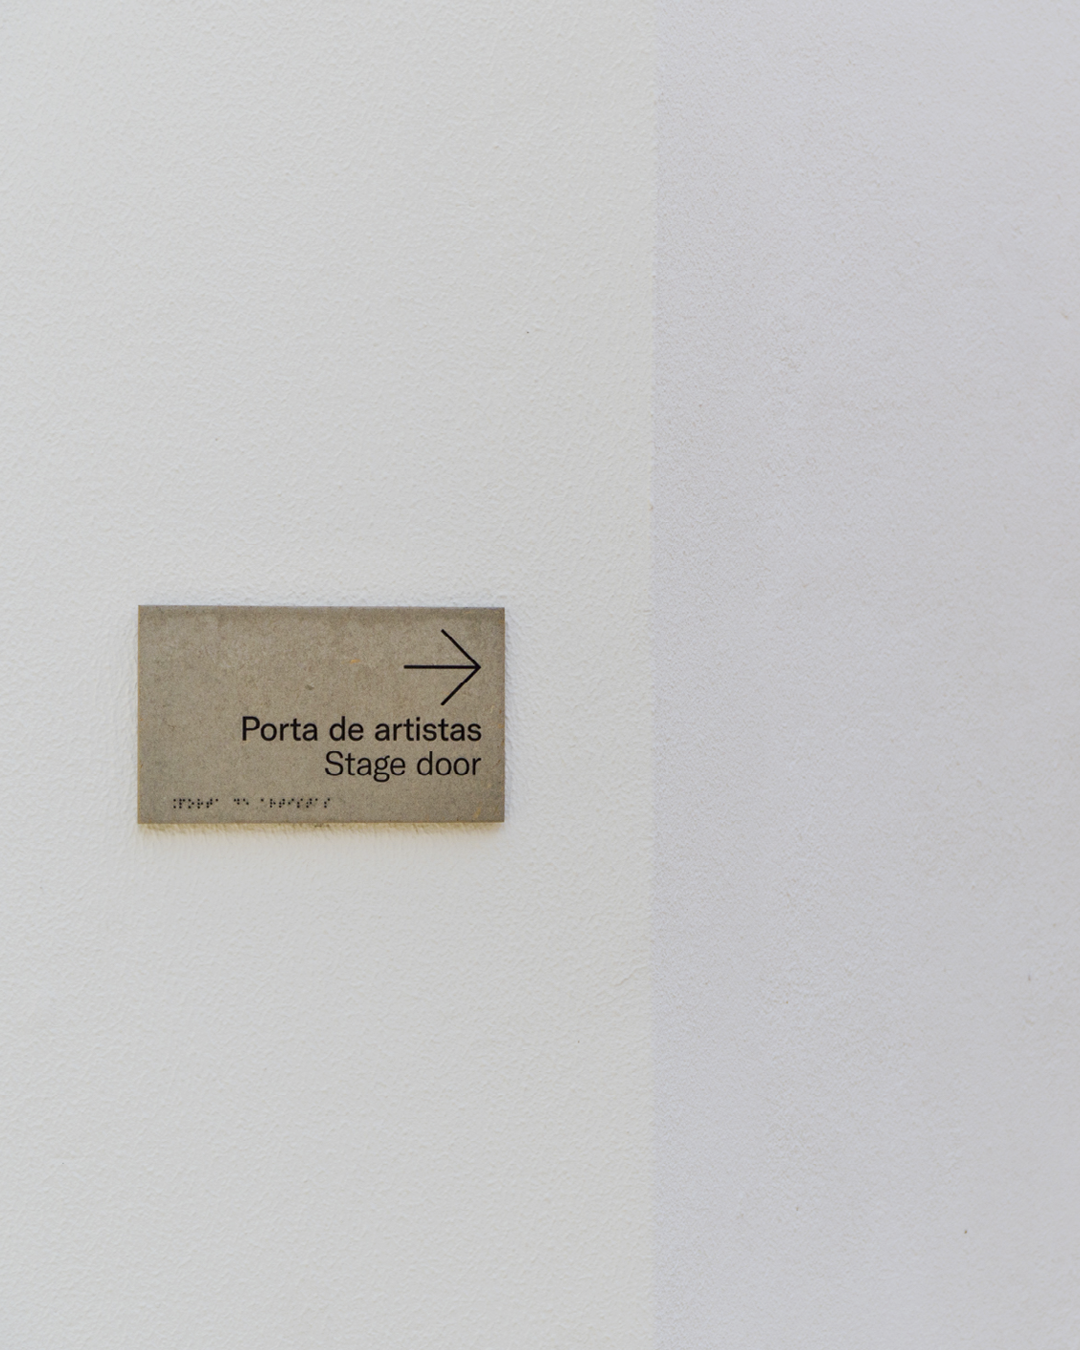 Porta de artistas
Stage door
⠨⠏⠕⠗⠞⠁ ⠙⠑ ⠁⠗⠞⠊⠎⠞⠁⠎